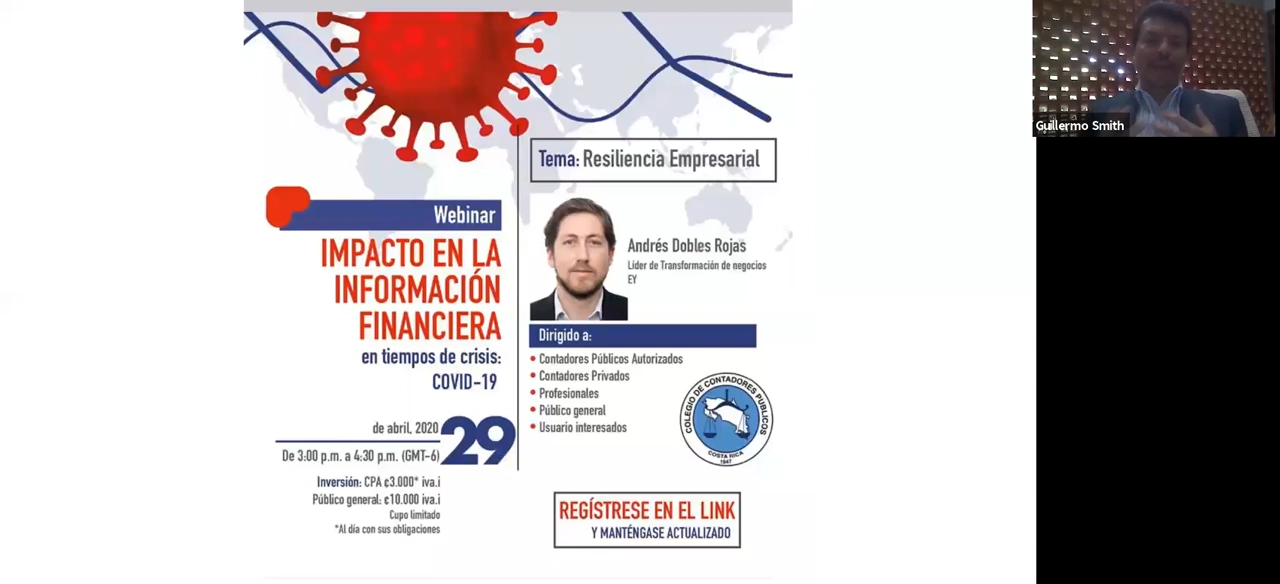 Webinar
IMPACTO EN LA
INFORMACIÓN
FINANCIERA
en tiempos de crisis:
COVID-19
de abril, 2020
29
De 3:00 p.m. a 4:30 p.m. (GMT-6)
Inversión: CPA ¢3.000* iva.i
Público general: ¢10.000 iva.i
Cupo limitado
*Al día con sus obligaciones
Tema: Resiliencia Empresarial
Andrés Dobles Rojas
Líder de Transformación de negocios
EY
Dirigido a:
• Contadores Públicos Autorizados
• Contadores Privados
• Profesionales
• Público general
• Usuario interesados
COLEGIO DE CONTADORES PUBLICOS
COSTA RICA
1947
REGÍSTRESE EN EL LINK
Y MANTÉNGASE ACTUALIZADO
Guillermo Smith